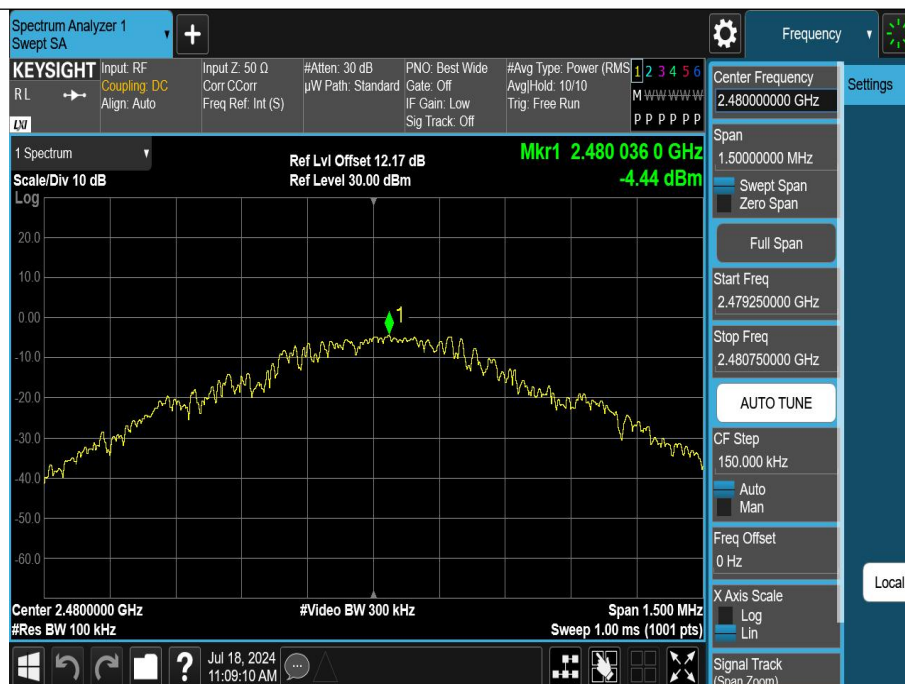 Spectrum Analyzer 1
Swept SA
Frequency
KEYSIGHT
RL
LXI
Input: RF
Coupling: DC
Align: Auto
Input Z: 50 Ω
Corr CCorr
Freq Ref: Int (S)
#Atten: 30 dB
µW Path: Standard
PNO: Best Wide
Gate: Off
IF Gain: Low
Sig Track: Off
#Avg Type: Power (RMS
Avg|Hold: 10/10
Trig: Free Run
1 2 3 4 5 6
M W W W W W
P P P P P P
1 Spectrum
Scale/Div 10 dB
Log
Ref Lvl Offset 12.17 dB
Ref Level 30.00 dBm
Mkr1 2.480 036 0 GHz
-4.44 dBm
20.0
10.0
0.00
-10.0
-20.0
-30.0
-40.0
-50.0
-60.0
1
Center 2.4800000 GHz
#Res BW 100 kHz
#Video BW 300 kHz
Span 1.500 MHz
Sweep 1.00 ms (1001 pts)
Center Frequency
2.480000000 GHz
Span
1.50000000 MHz
Swept Span
Zero Span
Full Span
Start Freq
2.479250000 GHz
Stop Freq
2.480750000 GHz
AUTO TUNE
CF Step
150.000 kHz
Auto
Man
Freq Offset
0 Hz
X Axis Scale
Log
Lin
Signal Track
(Span Zoom)
Settings
Local
?
Jul 18, 2024
11:09:10 AM